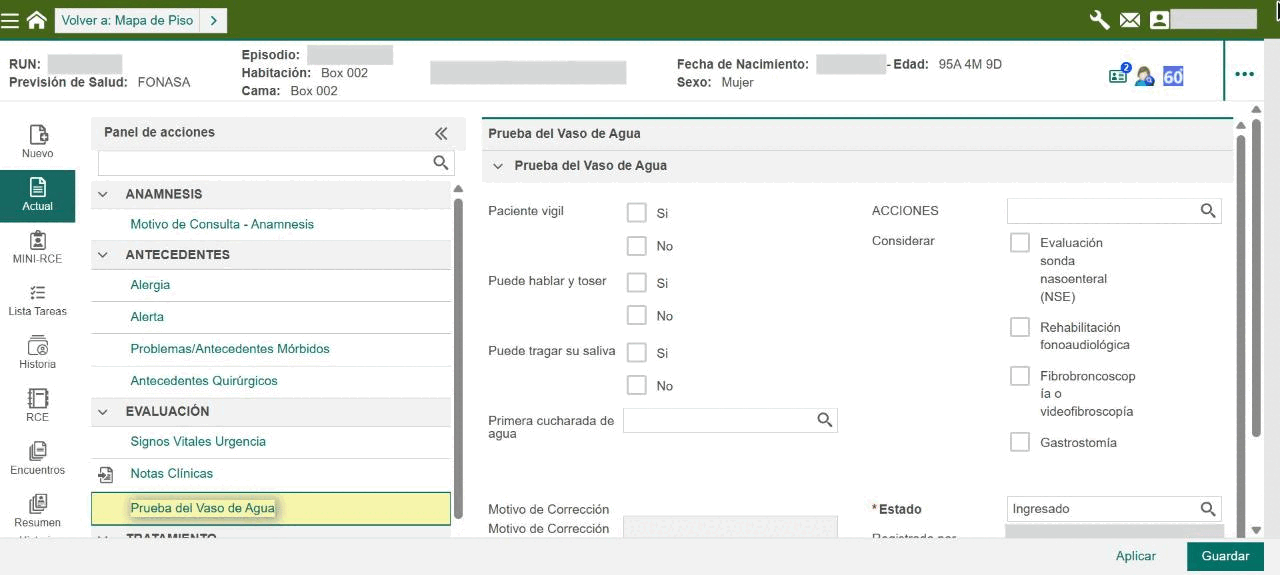 Volver a: Mapa de Piso
RUN:
Previsión de Salud: FONASA
Episodio:
Habitación: Box 002
Cama: Box 002
Fecha de Nacimiento: - Edad: 95A 4M 9D
Sexo: Mujer
2
60
Nuevo
Actual
MINI-RCE
Lista Tareas
Historia
RCE
Encuentros
Resumen
Panel de acciones
ANAMNESIS
Motivo de Consulta - Anamnesis
ANTECEDENTES
Alergia
Alerta
Problemas/Antecedentes Mórbidos
Antecedentes Quirúrgicos
EVALUACIÓN
Signos Vitales Urgencia
Notas Clínicas
Prueba del Vaso de Agua
TRATAMIENTO
Prueba del Vaso de Agua
Prueba del Vaso de Agua
Paciente vigil
Si
No
Puede hablar y toser
Si
No
Puede tragar su saliva
Si
No
Primera cucharada de
agua
Motivo de Corrección
Motivo de Corrección
ACCIONES
Considerar
Evaluación
sonda
nasoenteral
(NSE)
Rehabilitación
fonoaudiológica
Fibrobroncoscop
ía o
videofibroscopía
Gastrostomía
*Estado
Ingresado
Registrado por
Aplicar
Guardar